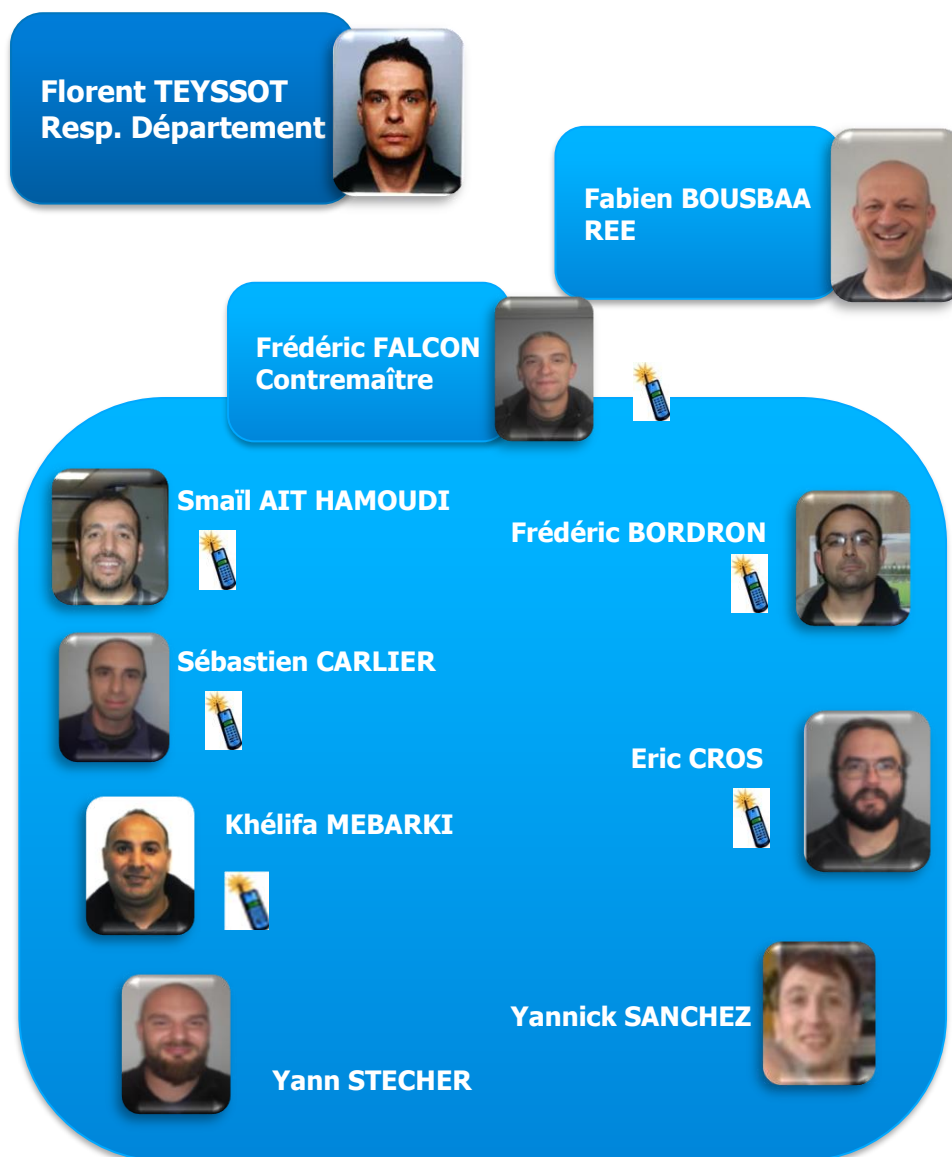 Florent TEYSSOT
Resp. Département
Fabien BOUSBAA
REE
Frédéric FALCON
Contremaître
Smaïl AIT HAMOUDI
Frédéric BORDRON
Sébastien CARLIER
Eric CROS
Khélifa MEBARKI
Yannick SANCHEZ
Yann STECHER